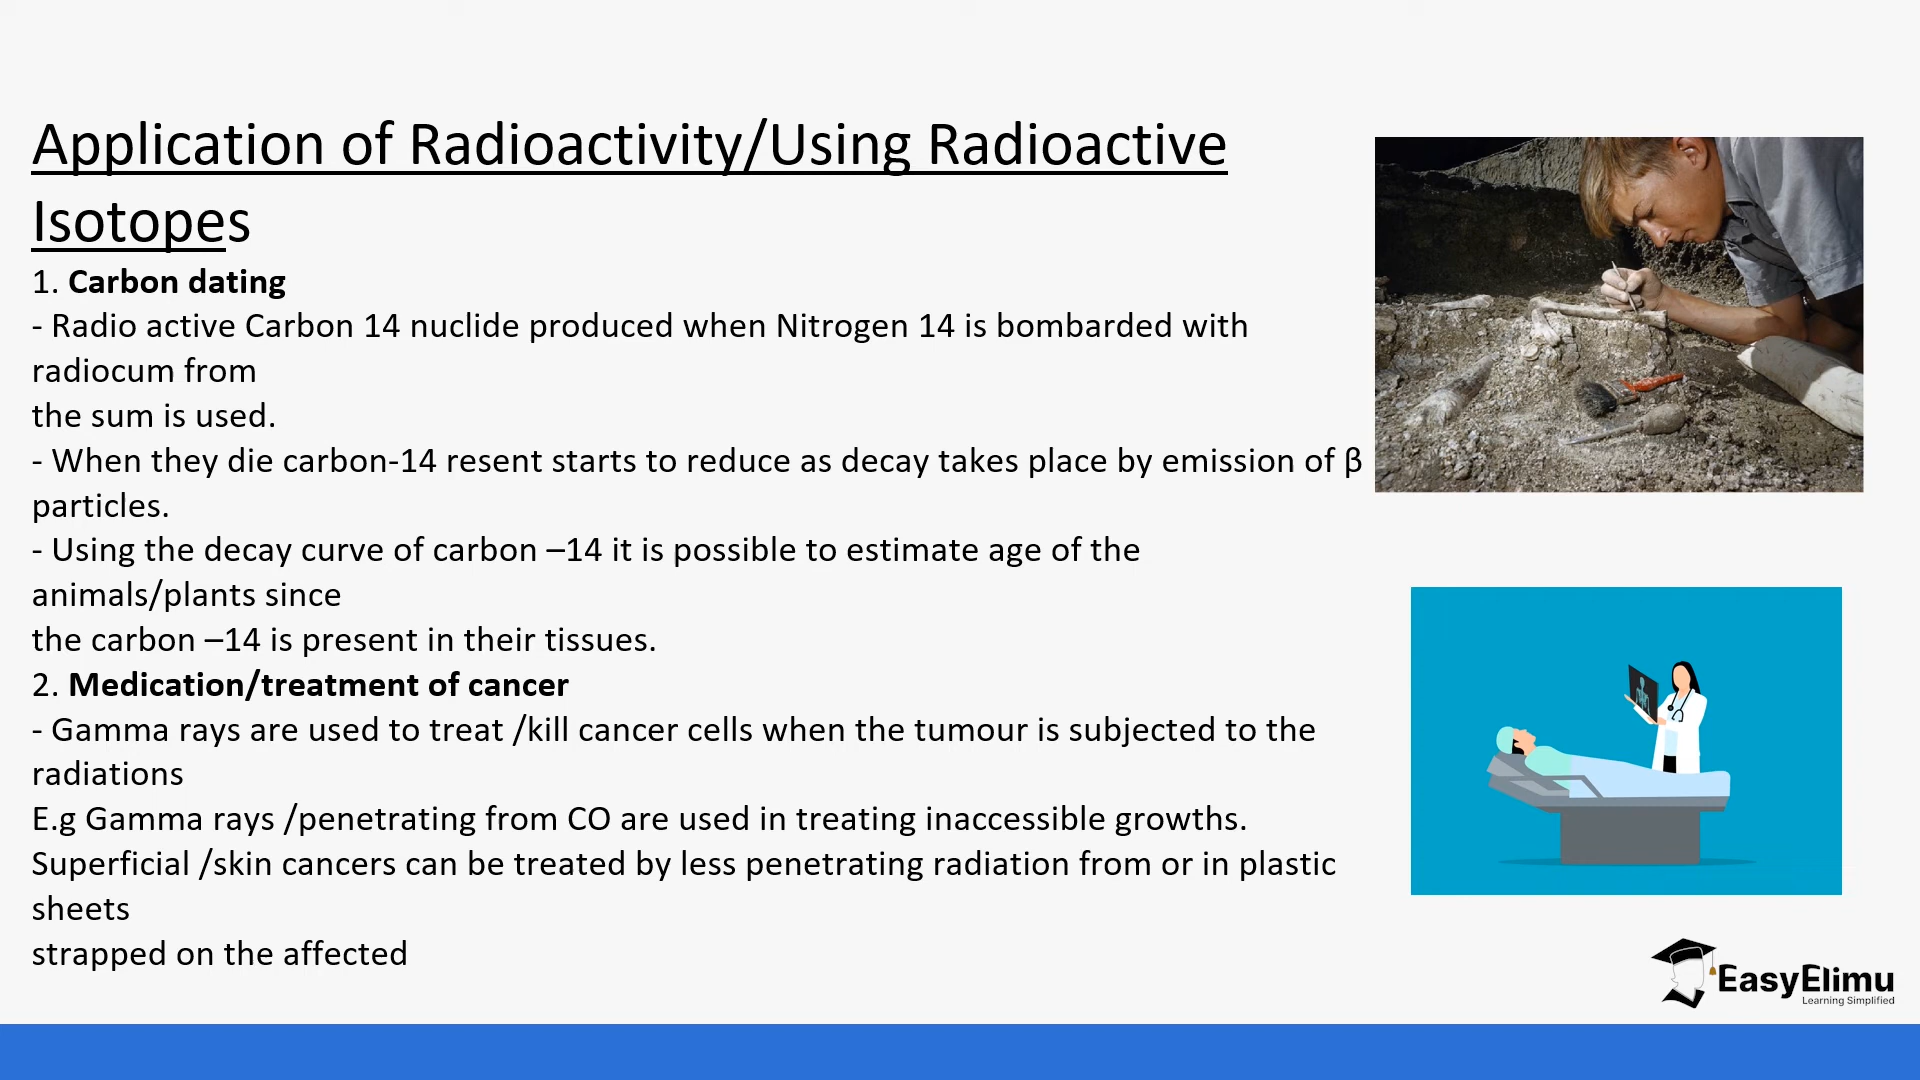 Application of Radioactivity/Using Radioactive
Isotopes
1. Carbon dating
- Radio active Carbon 14 nuclide produced when Nitrogen 14 is bombarded with
radiocum from
the sum is used.
- When they die carbon-14 resent starts to reduce as decay takes place by emission of β
particles.
- Using the decay curve of carbon –14 it is possible to estimate age of the
animals/plants since
the carbon –14 is present in their tissues.
2. Medication/treatment of cancer
- Gamma rays are used to treat /kill cancer cells when the tumour is subjected to the
radiations
E.g Gamma rays /penetrating from CO are used in treating inaccessible growths.
Superficial /skin cancers can be treated by less penetrating radiation from or in plastic
sheets
strapped on the affected
EasyElimu
Learning Simplified